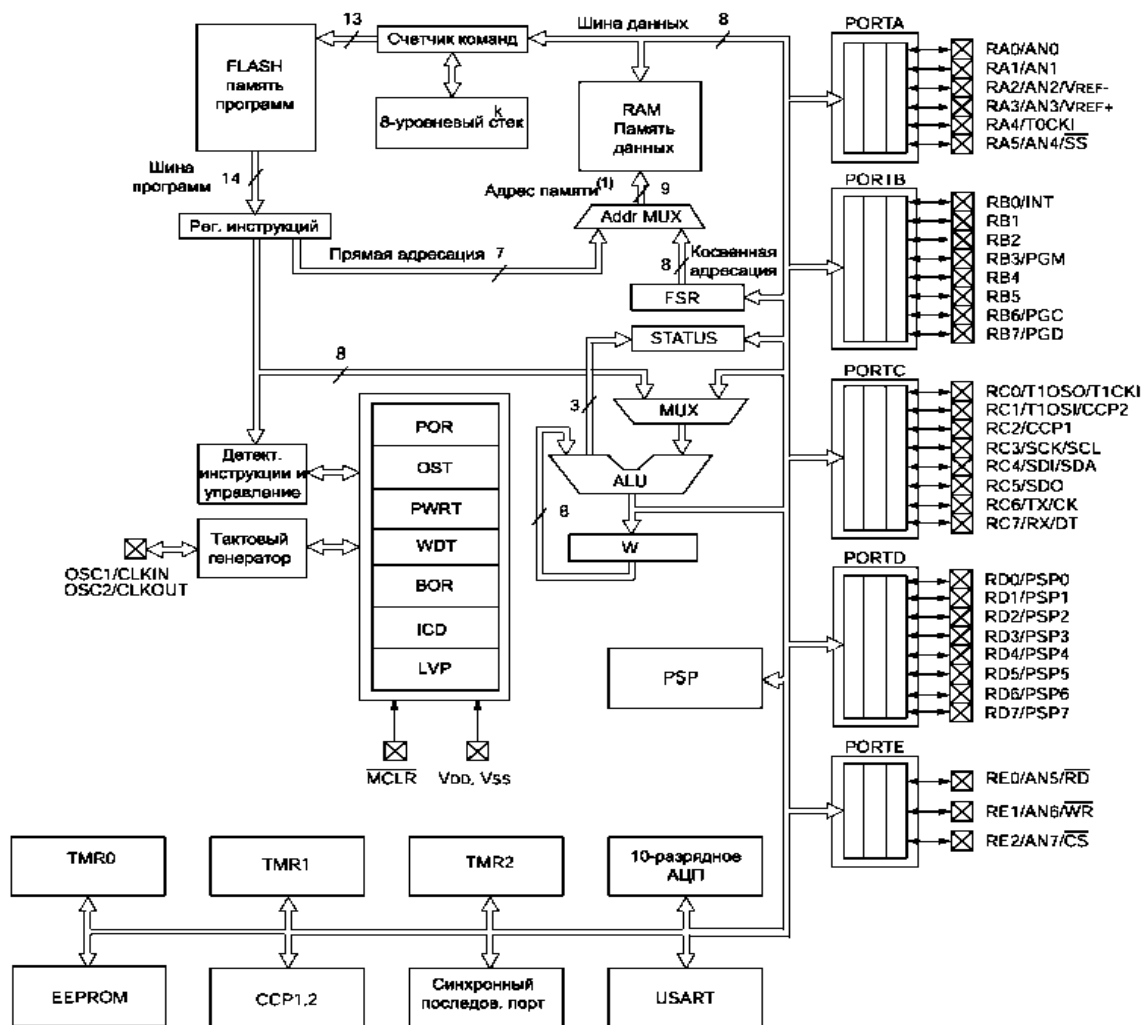 13
Шина данных
8
PORTA
Счетчик команд
FLASH
память
программ
8-уровневый стек
k
RAM
Память
данных
RA0/AN0
RA1/AN1
RA2/AN2/VREF-
RA3/AN3/VREF+
RA4/T0CKI
RA5/AN4/SS
Шина
программ
14
Адрес памяти(1)
9
PORTB
Рег. инструкций
Addr MUX
RB0/INT
RB1
RB2
RB3/PGM
RB4
RB5
RB6/PGC
RB7/PGD
Прямая адресация
7
Косвенная
адресация
8
FSR
STATUS
8
3
MUX
PORTC
RC0/T1OSO/T1CKI
RC1/T1OSI/CCP2
RC2/CCP1
RC3/SCK/SCL
RC4/SDI/SDA
RC5/SDO
RC6/TX/CK
RC7/RX/DT
POR
OST
PWRT
WDT
BOR
ICD
LVP
Детект.
инструкции и
управление
ALU
8
W
Тактовый
генератор
OSC1/CLKIN
OSC2/CLKOUT
PORTD
RD0/PSP0
RD1/PSP1
RD2/PSP2
RD3/PSP3
RD4/PSP4
RD5/PSP5
RD6/PSP6
RD7/PSP7
PSP
MCLR
VDD, VSS
PORTE
RE0/AN5/RD
RE1/AN6/WR
RE2/AN7/CS
TMR0
TMR1
TMR2
10-разрядное
АЦП
EEPROM
CCP1,2
Синхронный
последов. порт
USART